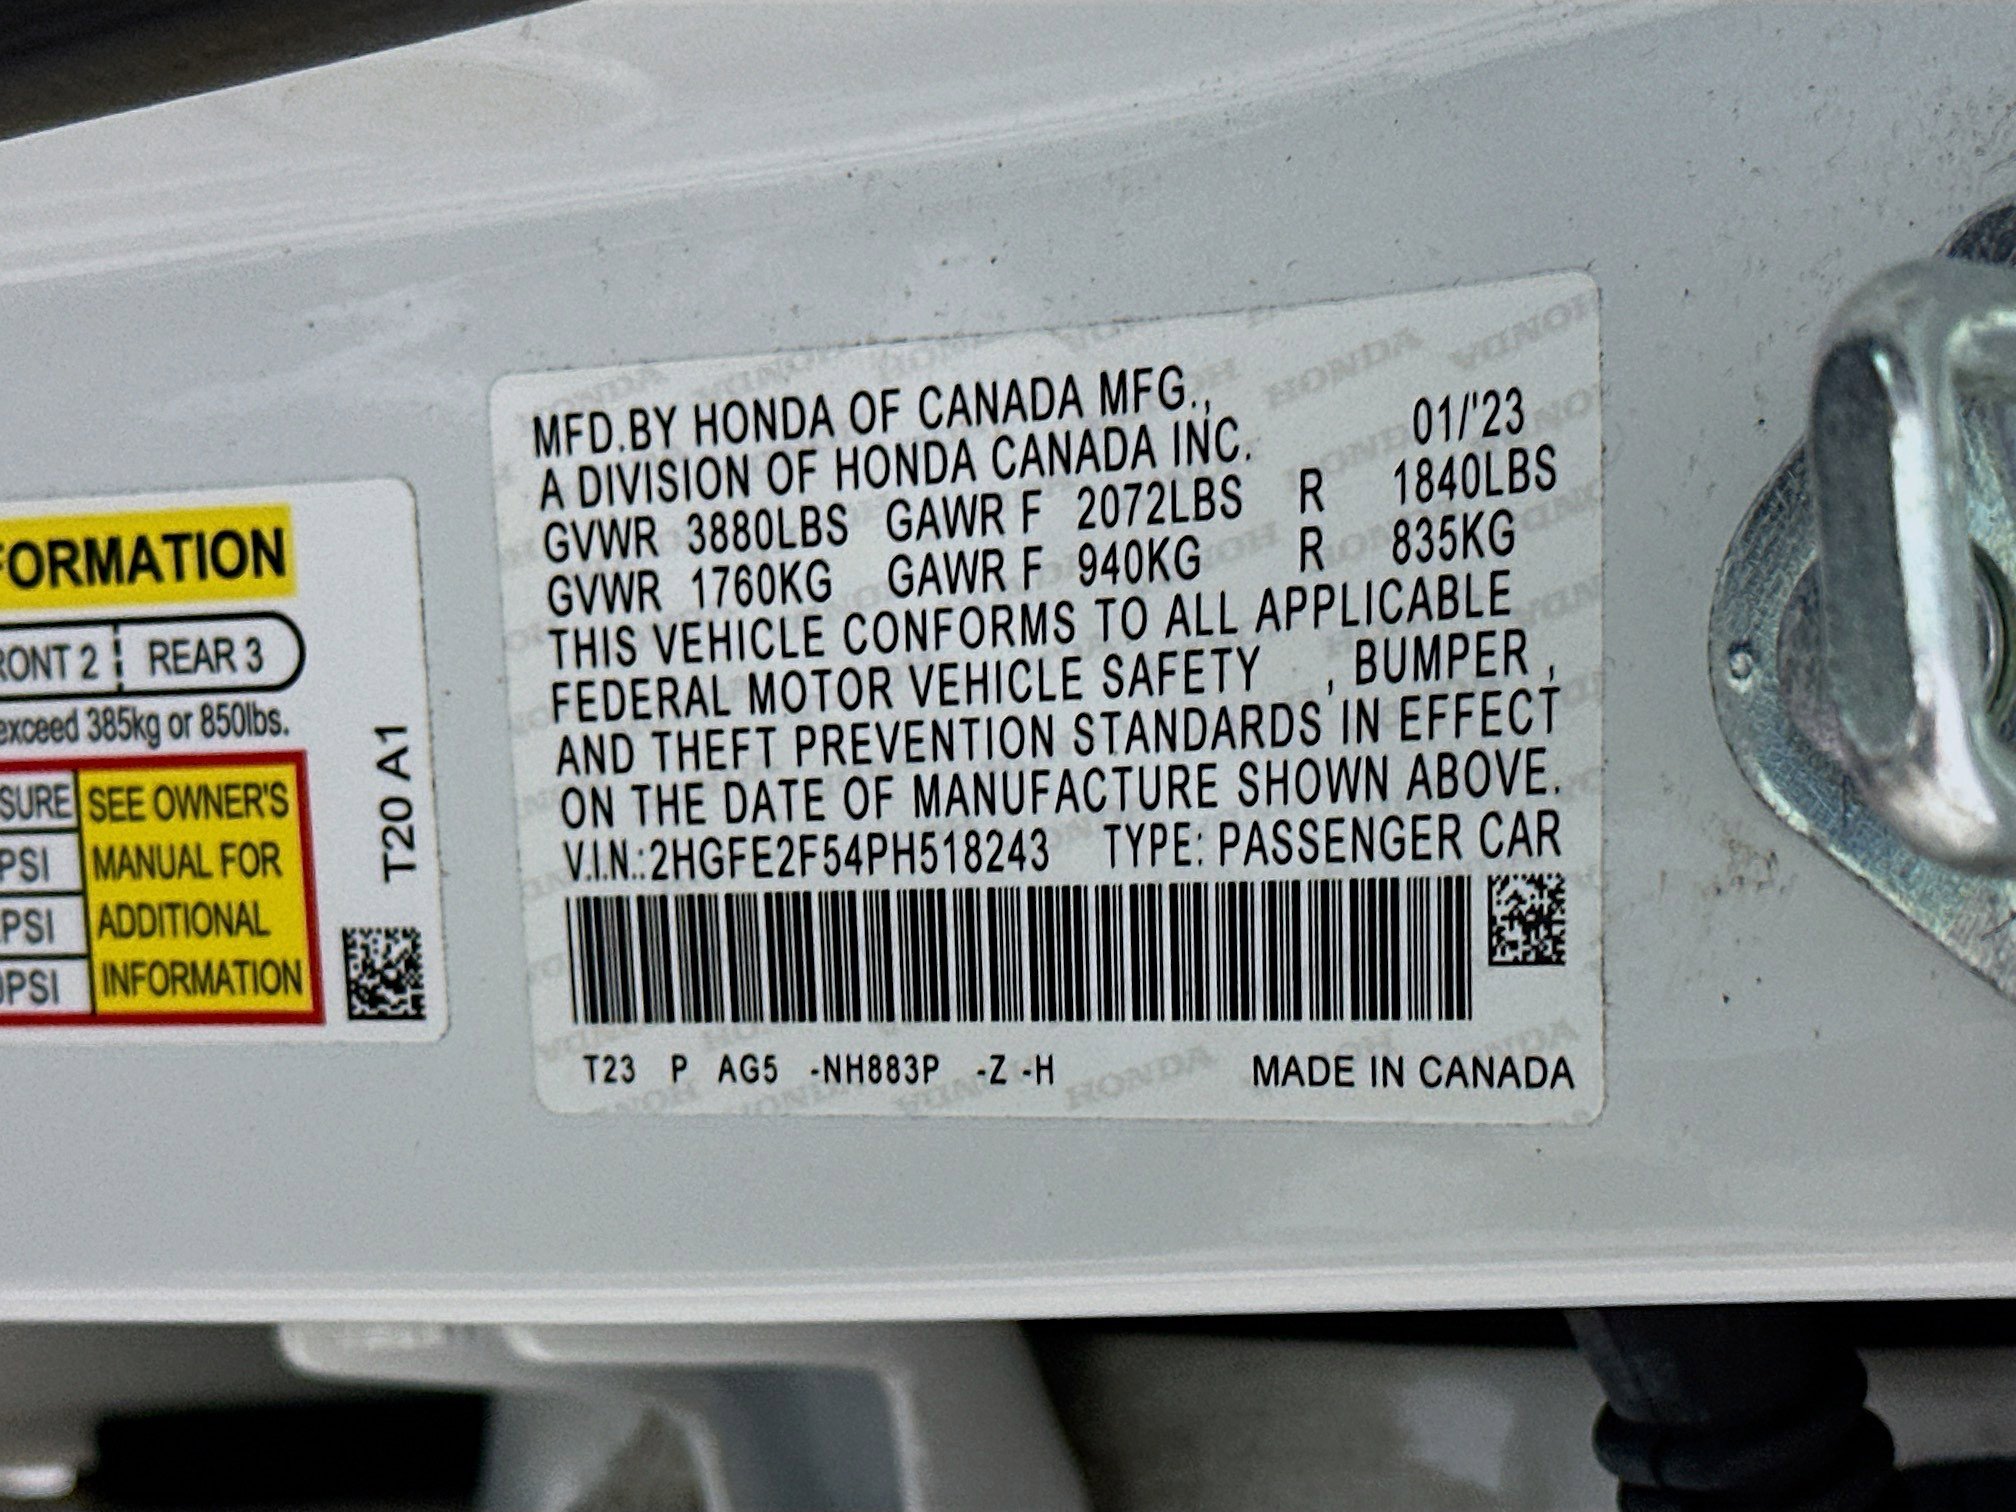 FORMATION
RONT 2 REAR 3
exceed 385kg or 850lbs.
SURE SEE OWNER'S
PSI MANUAL FOR
PSI ADDITIONAL
0PSI INFORMATION
T20 A1
MFD.BY HONDA OF CANADA MFG.,
A DIVISION OF HONDA CANADA INC. 01/'23
GVWR 3880LBS GAWR F 2072LBS R 1840LBS
GVWR 1760KG GAWR F 940KG R 835KG
THIS VEHICLE CONFORMS TO ALL APPLICABLE
FEDERAL MOTOR VEHICLE SAFETY , BUMPER ,
AND THEFT PREVENTION STANDARDS IN EFFECT
ON THE DATE OF MANUFACTURE SHOWN ABOVE.
V.I.N.:2HGFE2F54PH518243 TYPE: PASSENGER CAR
T23 P AG5 -NH883P -Z -H MADE IN CANADA